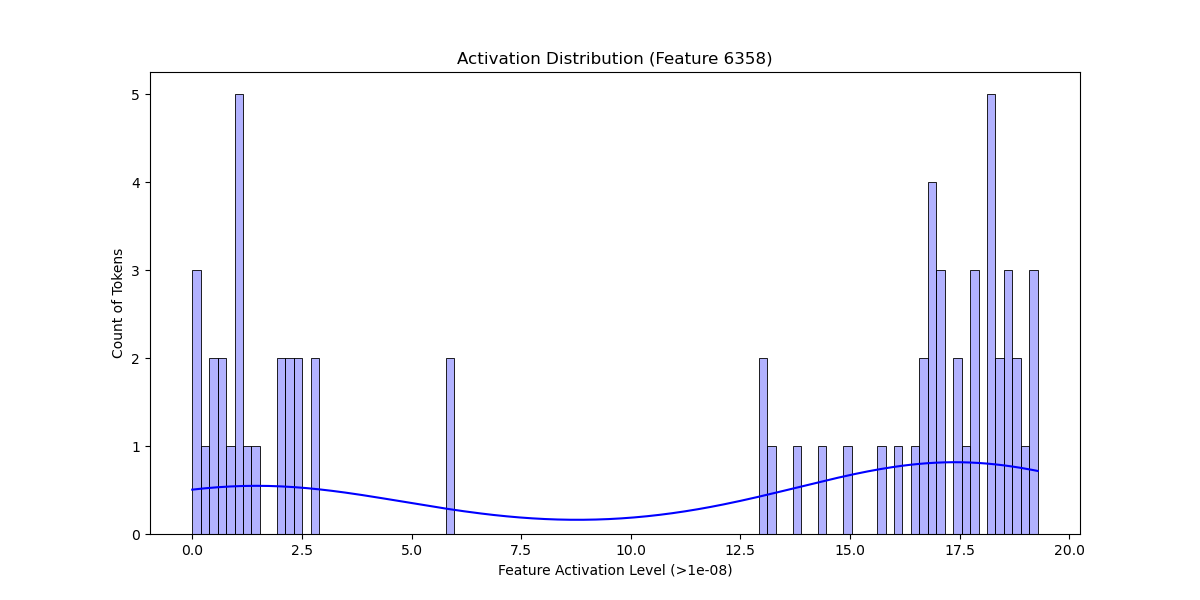 Activation Distribution (Feature 6358)
Count of Tokens
5
4
3
2
1
0
0.0 2.5 5.0 7.5 10.0 12.5 15.0 17.5 20.0
Feature Activation Level (>1e-08)